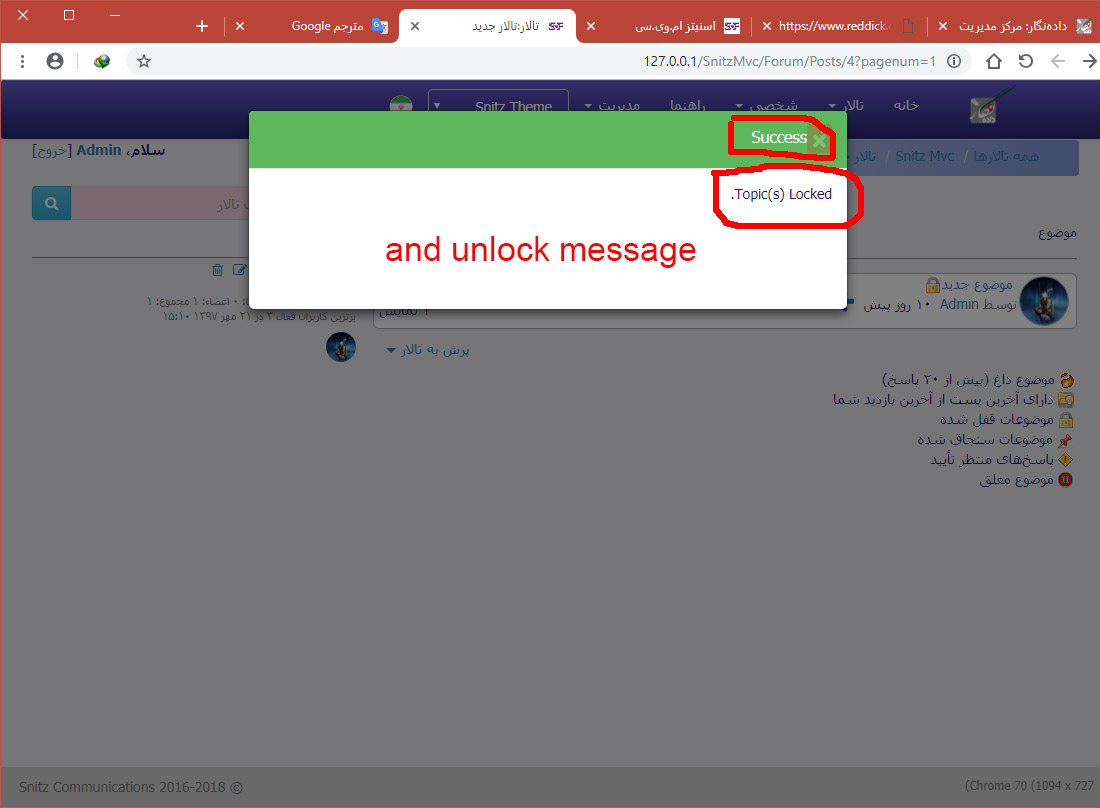 داده‌نگار: مرکز مدیریت
https://www.reddick.
اسنیتز ام.وی.سی
تالار:تالار جدید
مترجم Google
127.0.0.1/SnitzMvc/Forum/Posts/4?pagenum=1
خانه
تالار
شخصی
راهنما
مدیریت
Snitz Theme
Success
همه تالارها / Snitz Mvc / تالار
سلام، Admin [خروج]
.Topic(s) Locked
تالار
موضوع
and unlock message
موضوع جدید
توسط Admin ۱۰ روز پیش
۱ نمایش
۰ اعضاء: ۱ مجموع: ۱
برترین کاربران فعال ۳ در ۲۱ مهر ۱۳۹۷ ۱۵:۱۰
پرش به تالار
موضوع داغ (بیش از ۲۰ پاسخ)
دارای آخرین پست از آخرین بازدید شما
موضوعات قفل شده
موضوعات سنجاق شده
پاسخ‌های منتظر تأیید
موضوع معلق
Snitz Communications 2016-2018 ©
(Chrome 70 (1094 x 727